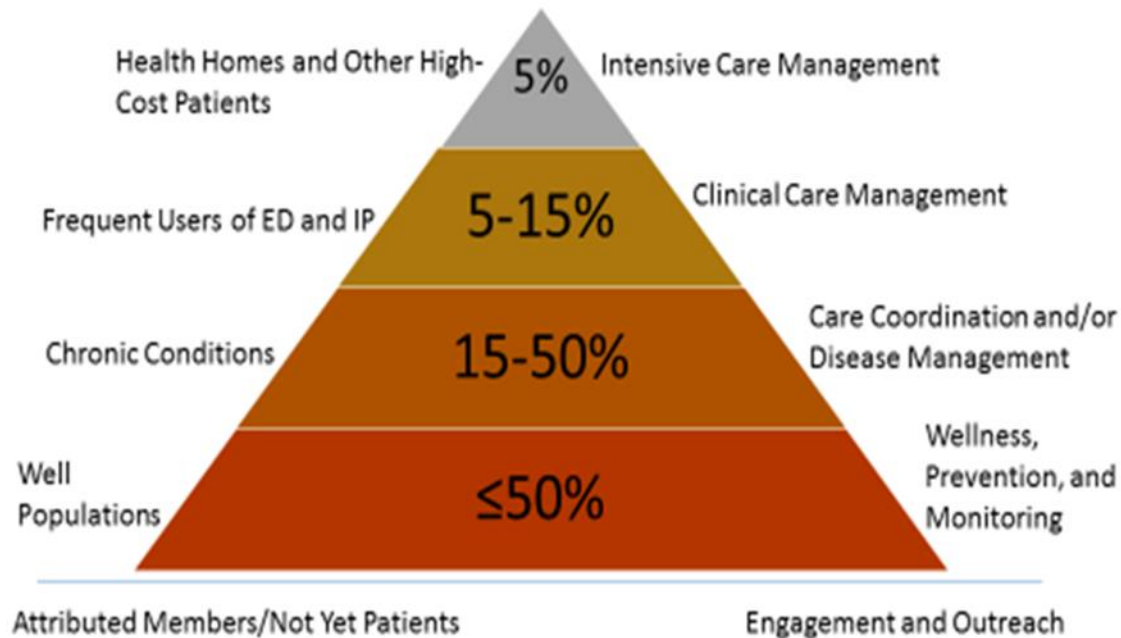 Health Homes and Other High-
Cost Patients
5%
Intensive Care Management
Frequent Users of ED and IP
5-15%
Clinical Care Management
Chronic Conditions
15-50%
Care Coordination and/or
Disease Management
Well
Populations
≤50%
Wellness,
Prevention, and
Monitoring
Attributed Members/Not Yet Patients
Engagement and Outreach